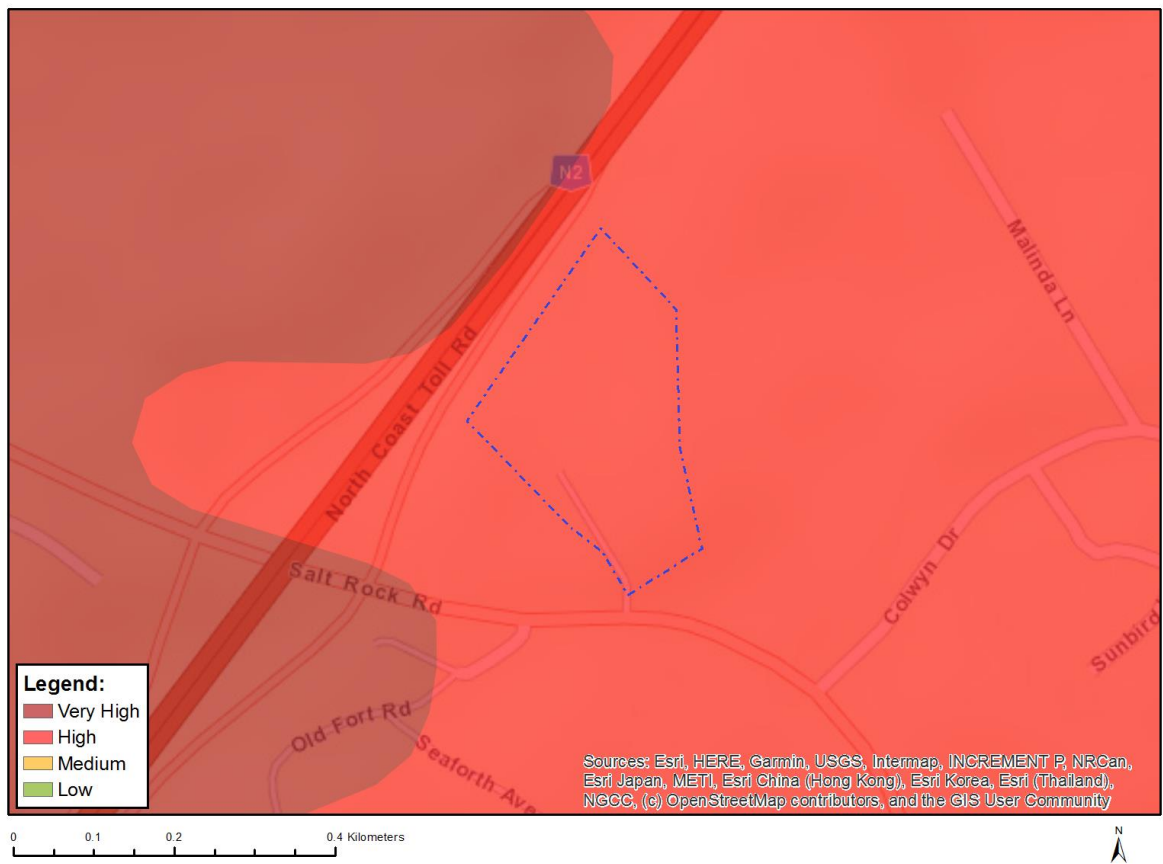 N2
Malinda Ln
North Coast Toll Rd
Salt Rock Rd
Colwyn Dr
Sunbird
Old Fort Rd
Seaforth Ave
Legend:
Very High
High
Medium
Low
Sources: Esri, HERE, Garmin, USGS, Intermap, INCREMENT P, NRCan,
Esri Japan, METI, Esri China (Hong Kong), Esri Korea, Esri (Thailand),
NGCC, (c) OpenStreetMap contributors, and the GIS User Community
0 0.1 0.2 0.4 Kilometers
N